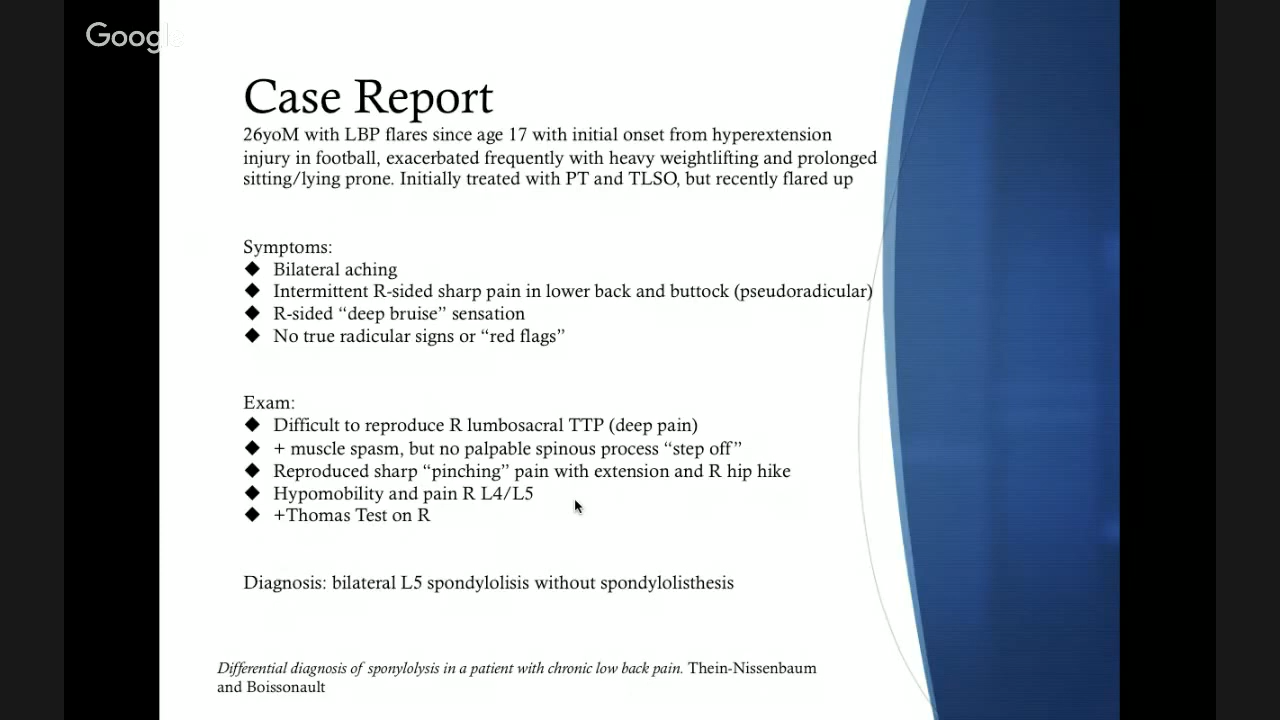 Google
Case Report
26yoM with LBP flares since age 17 with initial onset from hyperextension
injury in football, exacerbated frequently with heavy weightlifting and prolonged
sitting/lying prone. Initially treated with PT and TLSO, but recently flared up
Symptoms:
◆ Bilateral aching
◆ Intermittent R-sided sharp pain in lower back and buttock (pseudoradicular)
◆ R-sided “deep bruise” sensation
◆ No true radicular signs or “red flags”
Exam:
◆ Difficult to reproduce R lumbosacral TTP (deep pain)
◆ + muscle spasm, but no palpable spinous process “step off”
◆ Reproduced sharp “pinching” pain with extension and R hip hike
◆ Hypomobility and pain R L4/L5
◆ +Thomas Test on R
Diagnosis: bilateral L5 spondylolisis without spondylolisthesis
Differential diagnosis of sponylolysis in a patient with chronic low back pain. Thein-Nissenbaum
and Boissonault